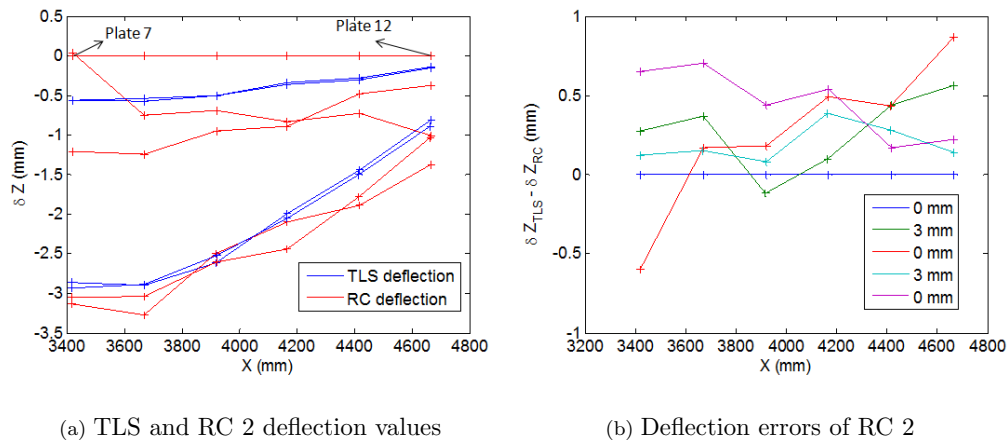 0.5
0
-0.5
-1
-1.5
-2
-2.5
-3
-3.5
3400 3600 3800 4000 4200 4400 4600 4800
X (mm)
δ Z (mm)
Plate 7
Plate 12
TLS deflection
RC deflection
(a) TLS and RC 2 deflection values
1
0.5
0
-0.5
-1
3200 3400 3600 3800 4000 4200 4400 4600 4800
X (mm)
δ Z_TLS - δ Z_RC (mm)
0 mm
3 mm
0 mm
3 mm
0 mm
(b) Deflection errors of RC 2